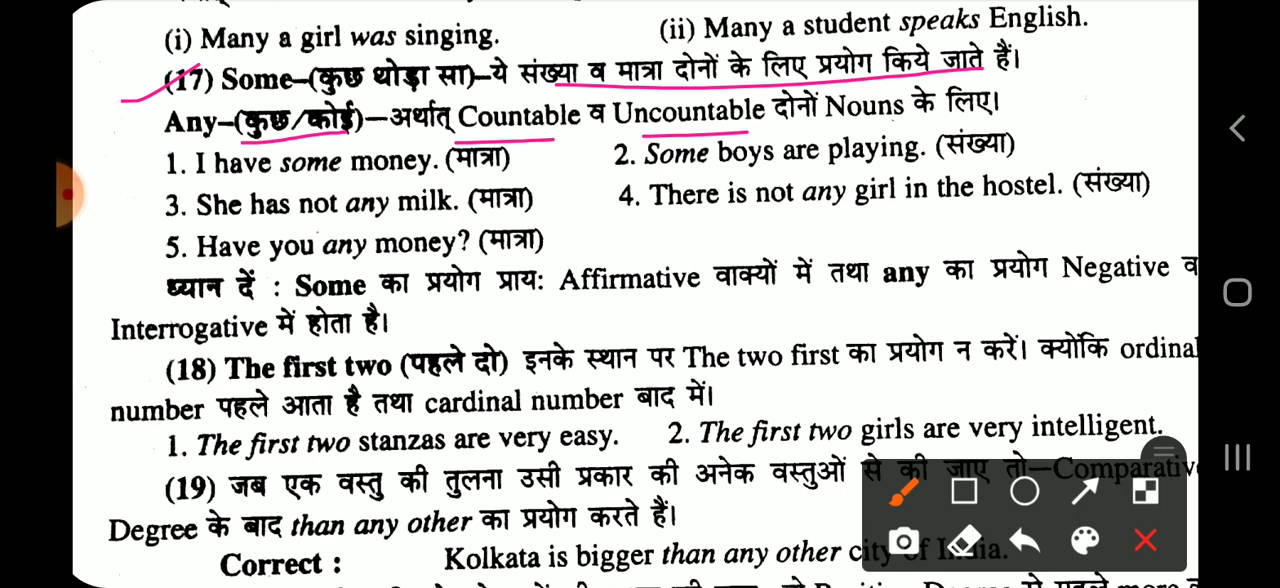 (i) Many a girl was singing. (ii) Many a student speaks English.
(17) Some–(कुछ थोड़ा सा)–ये संख्या व मात्रा दोनों के लिए प्रयोग किये जाते हैं।
Any–(कुछ/कोई)–अर्थात् Countable व Uncountable दोनों Nouns के लिए।
1. I have some money. (मात्रा) 2. Some boys are playing. (संख्या)
3. She has not any milk. (मात्रा) 4. There is not any girl in the hostel. (संख्या)
5. Have you any money? (मात्रा)
ध्यान दें : Some का प्रयोग प्राय: Affirmative वाक्यों में तथा any का प्रयोग Negative व
Interrogative में होता है।
(18) The first two (पहले दो) इनके स्थान पर The two first का प्रयोग न करें। क्योंकि ordinal
number पहले आता है तथा cardinal number बाद में।
1. The first two stanzas are very easy. 2. The first two girls are very intelligent.
(19) जब एक वस्तु की तुलना उसी प्रकार की अनेक वस्तुओं से की जाए तो–Comparative
Degree के बाद than any other का प्रयोग करते हैं।
Correct : Kolkata is bigger than any other city of India.